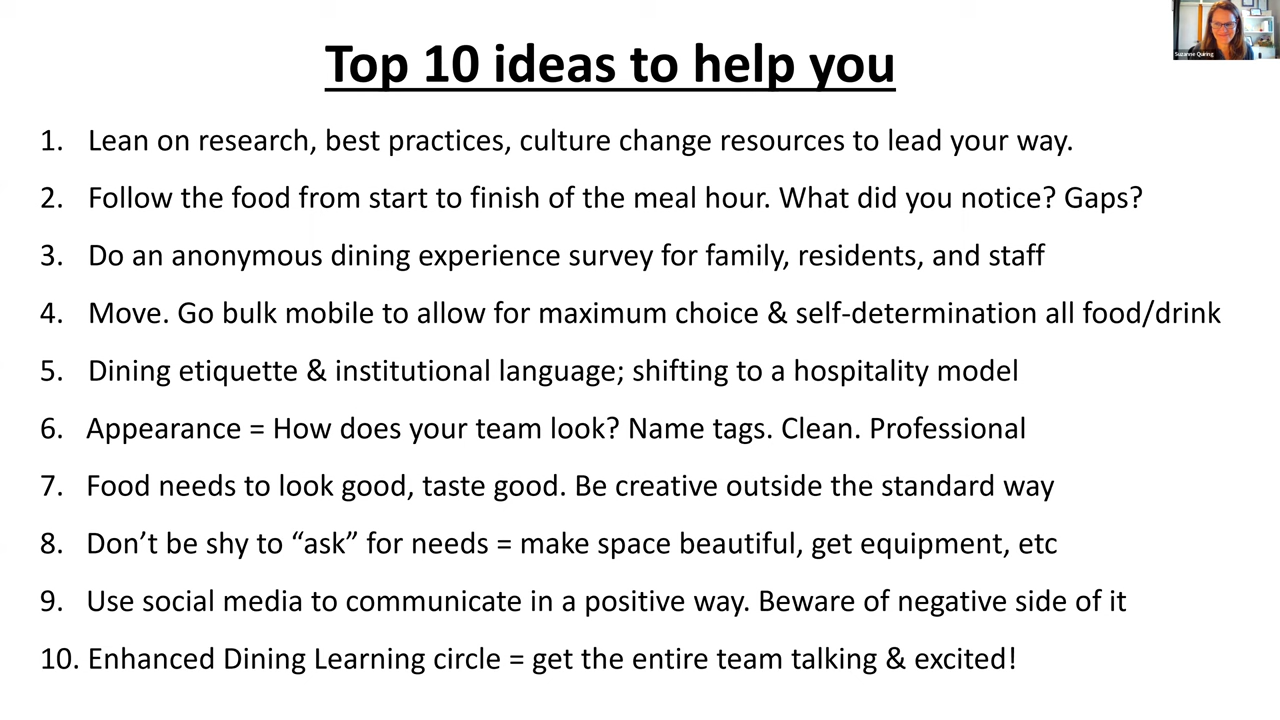 Top 10 ideas to help you
Suzanne Quiring
1. Lean on research, best practices, culture change resources to lead your way.
2. Follow the food from start to finish of the meal hour. What did you notice? Gaps?
3. Do an anonymous dining experience survey for family, residents, and staff
4. Move. Go bulk mobile to allow for maximum choice & self-determination all food/drink
5. Dining etiquette & institutional language; shifting to a hospitality model
6. Appearance = How does your team look? Name tags. Clean. Professional
7. Food needs to look good, taste good. Be creative outside the standard way
8. Don’t be shy to “ask” for needs = make space beautiful, get equipment, etc
9. Use social media to communicate in a positive way. Beware of negative side of it
10. Enhanced Dining Learning circle = get the entire team talking & excited!